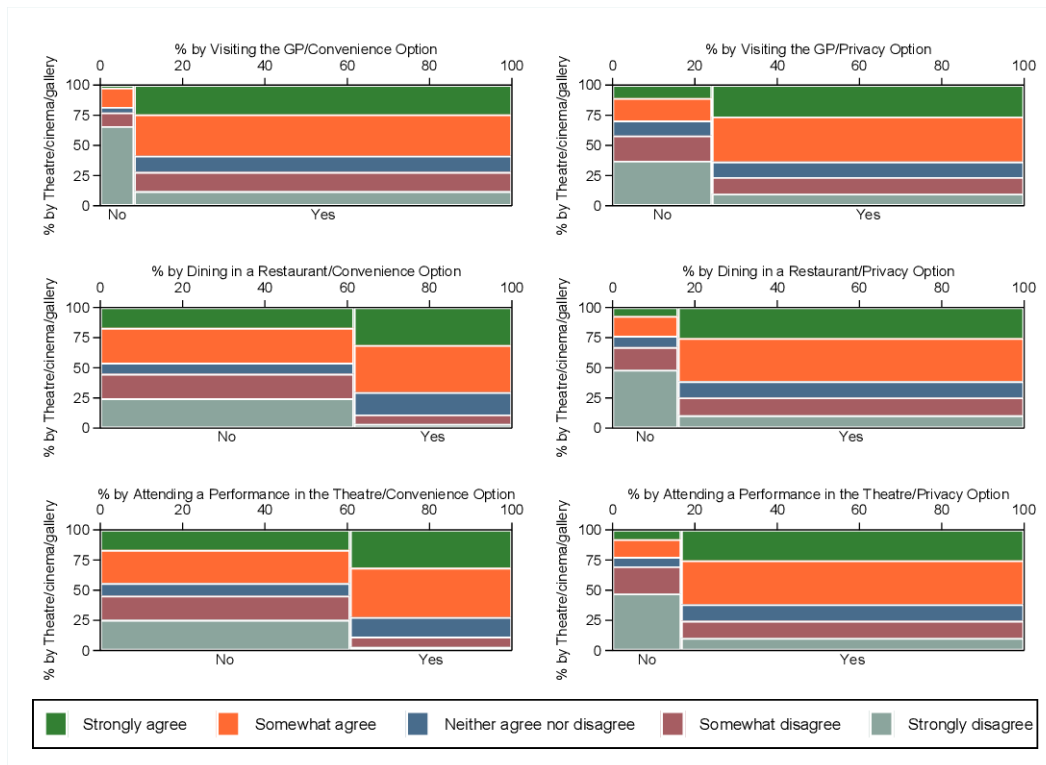 % by Visiting the GP/Convenience Option
0 20 40 60 80 100
% by Theatre/cinema/gallery
100
75
50
25
0
No Yes
% by Visiting the GP/Privacy Option
0 20 40 60 80 100
% by Theatre/cinema/gallery
100
75
50
25
0
No Yes
% by Dining in a Restaurant/Convenience Option
0 20 40 60 80 100
% by Theatre/cinema/gallery
100
75
50
25
0
No Yes
% by Dining in a Restaurant/Privacy Option
0 20 40 60 80 100
% by Theatre/cinema/gallery
100
75
50
25
0
No Yes
% by Attending a Performance in the Theatre/Convenience Option
0 20 40 60 80 100
% by Theatre/cinema/gallery
100
75
50
25
0
No Yes
% by Attending a Performance in the Theatre/Privacy Option
0 20 40 60 80 100
% by Theatre/cinema/gallery
100
75
50
25
0
No Yes
Strongly agree Somewhat agree Neither agree nor disagree Somewhat disagree Strongly disagree